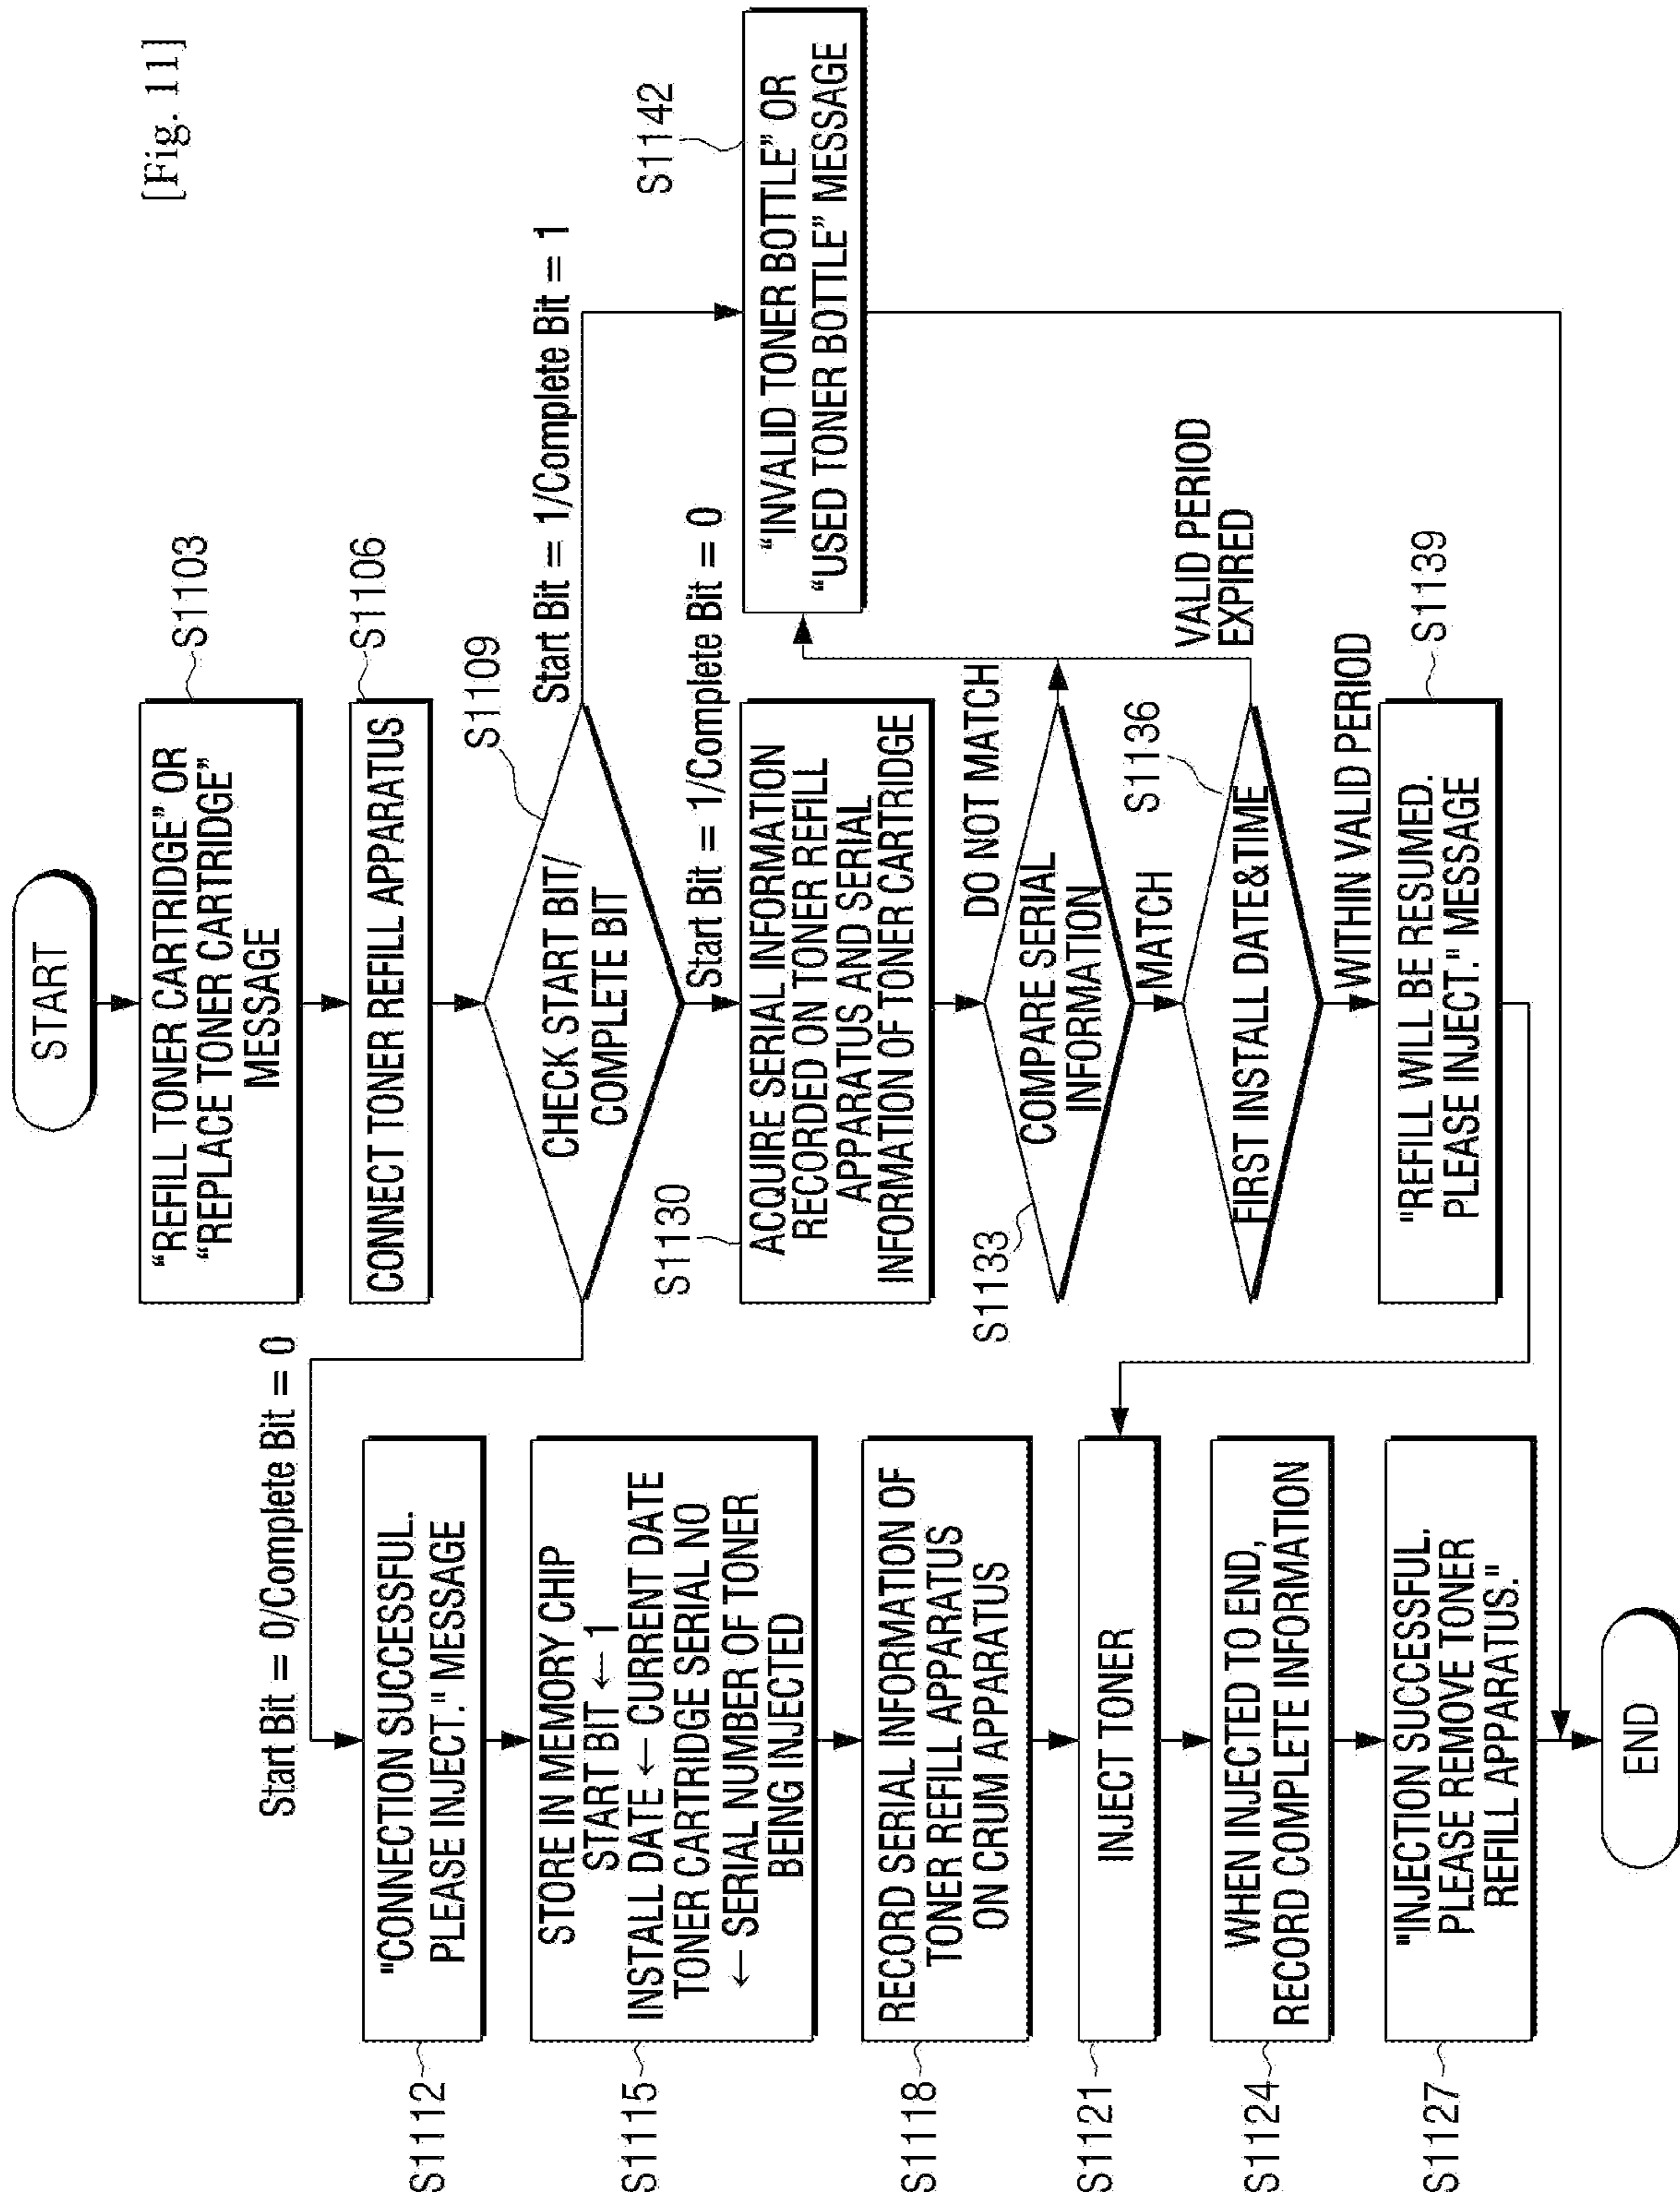 [Fig. 11]
START
“REFILL TONER CARTRIDGE” OR
“REPLACE TONER CARTRIDGE”
MESSAGE
S1103
CONNECT TONER REFILL APPARATUS
S1106
CHECK START BIT/
COMPLETE BIT
S1109
Start Bit = 0/Complete Bit = 0
Start Bit = 1/Complete Bit = 0
Start Bit = 1/Complete Bit = 1
"CONNECTION SUCCESSFUL.
PLEASE INJECT." MESSAGE
S1112
STORE IN MEMORY CHIP
START BIT ← 1
INSTALL DATE ← CURRENT DATE
TONER CARTRIDGE SERIAL NO
← SERIAL NUMBER OF TONER
BEING INJECTED
S1115
RECORD SERIAL INFORMATION OF
TONER REFILL APPARATUS
ON CRUM APPARATUS
S1118
INJECT TONER
S1121
WHEN INJECTED TO END,
RECORD COMPLETE INFORMATION
S1124
"INJECTION SUCCESSFUL.
PLEASE REMOVE TONER
REFILL APPARATUS."
S1127
S1130
ACQUIRE SERIAL INFORMATION
RECORDED ON TONER REFILL
APPARATUS AND SERIAL
INFORMATION OF TONER CARTRIDGE
S1133
COMPARE SERIAL
INFORMATION
DO NOT MATCH
MATCH
S1136
FIRST INSTALL DATE&TIME
VALID PERIOD
EXPIRED
WITHIN VALID PERIOD
"REFILL WILL BE RESUMED.
PLEASE INJECT." MESSAGE
S1139
“INVALID TONER BOTTLE” OR
“USED TONER BOTTLE” MESSAGE
S1142
END